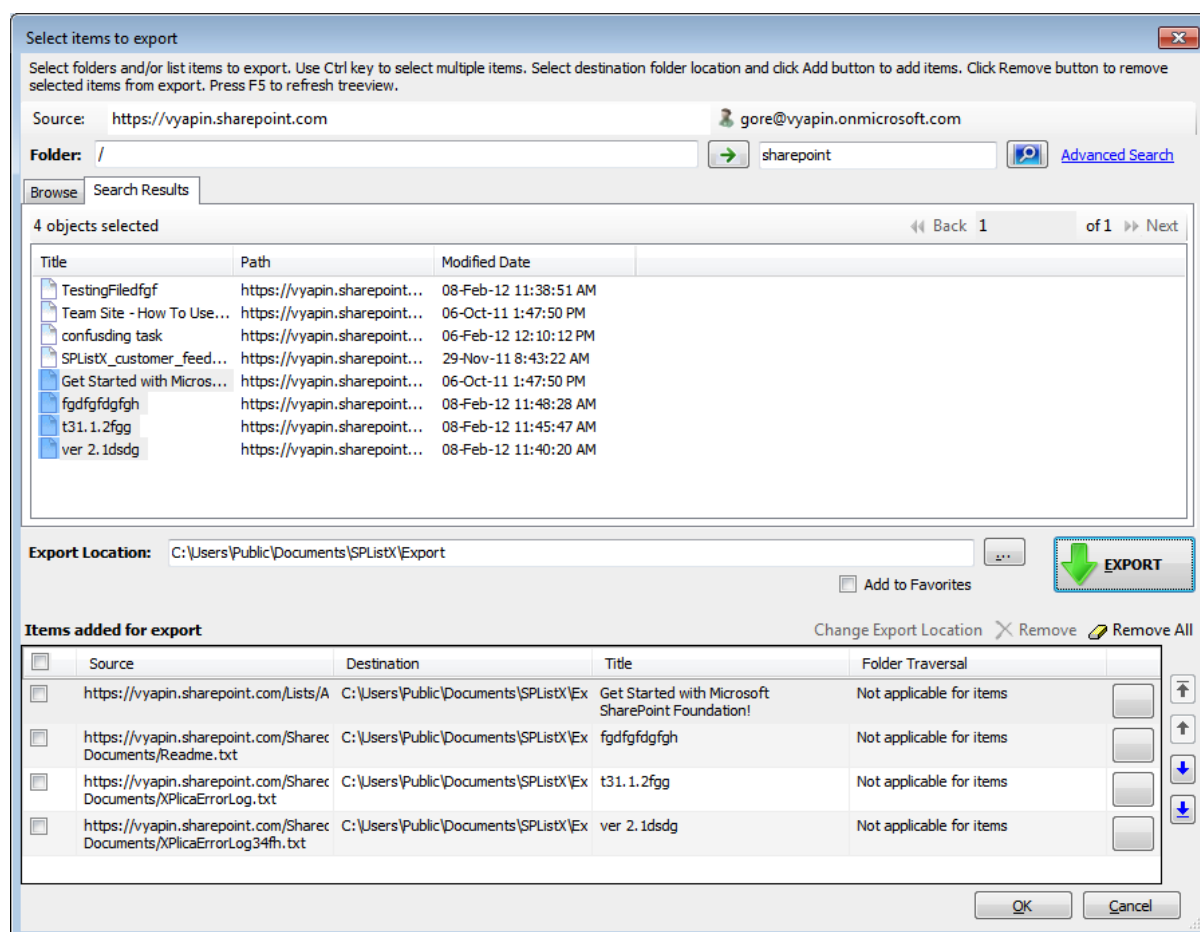 Select items to export
Select folders and/or list items to export. Use Ctrl key to select multiple items. Select destination folder location and click Add button to add items. Click Remove button to remove
selected items from export. Press F5 to refresh treeview.
Source: https://vyapin.sharepoint.com gore@vyapin.onmicrosoft.com
Folder: / sharepoint Advanced Search
Browse Search Results
4 objects selected Back 1 of 1 Next
Title Path Modified Date
TestingFiledfgf https://vyapin.sharepoint... 08-Feb-12 11:38:51 AM
Team Site - How To Use... https://vyapin.sharepoint... 06-Oct-11 1:47:50 PM
confusding task https://vyapin.sharepoint... 06-Feb-12 12:10:12 PM
SPListX_customer_feed... https://vyapin.sharepoint... 29-Nov-11 8:43:22 AM
Get Started with Micros... https://vyapin.sharepoint... 06-Oct-11 1:47:50 PM
fgdfgfdgfgh https://vyapin.sharepoint... 08-Feb-12 11:48:28 AM
t31.1.2fgg https://vyapin.sharepoint... 08-Feb-12 11:45:47 AM
ver 2.1dsdg https://vyapin.sharepoint... 08-Feb-12 11:40:20 AM
Export Location: C:\Users\Public\Documents\SPListX\Export ... EXPORT
Add to Favorites
Items added for export Change Export Location Remove Remove All
Source Destination Title Folder Traversal
https://vyapin.sharepoint.com/Lists/A C:\Users\Public\Documents\SPListX\Ex Get Started with Microsoft Not applicable for items
SharePoint Foundation!
https://vyapin.sharepoint.com/Shared C:\Users\Public\Documents\SPListX\Ex fgdfgfdgfgh Not applicable for items
Documents/Readme.txt
https://vyapin.sharepoint.com/Shared C:\Users\Public\Documents\SPListX\Ex t31.1.2fgg Not applicable for items
Documents/XPlicaErrorLog.txt
https://vyapin.sharepoint.com/Shared C:\Users\Public\Documents\SPListX\Ex ver 2.1dsdg Not applicable for items
Documents/XPlicaErrorLog34fh.txt
OK Cancel